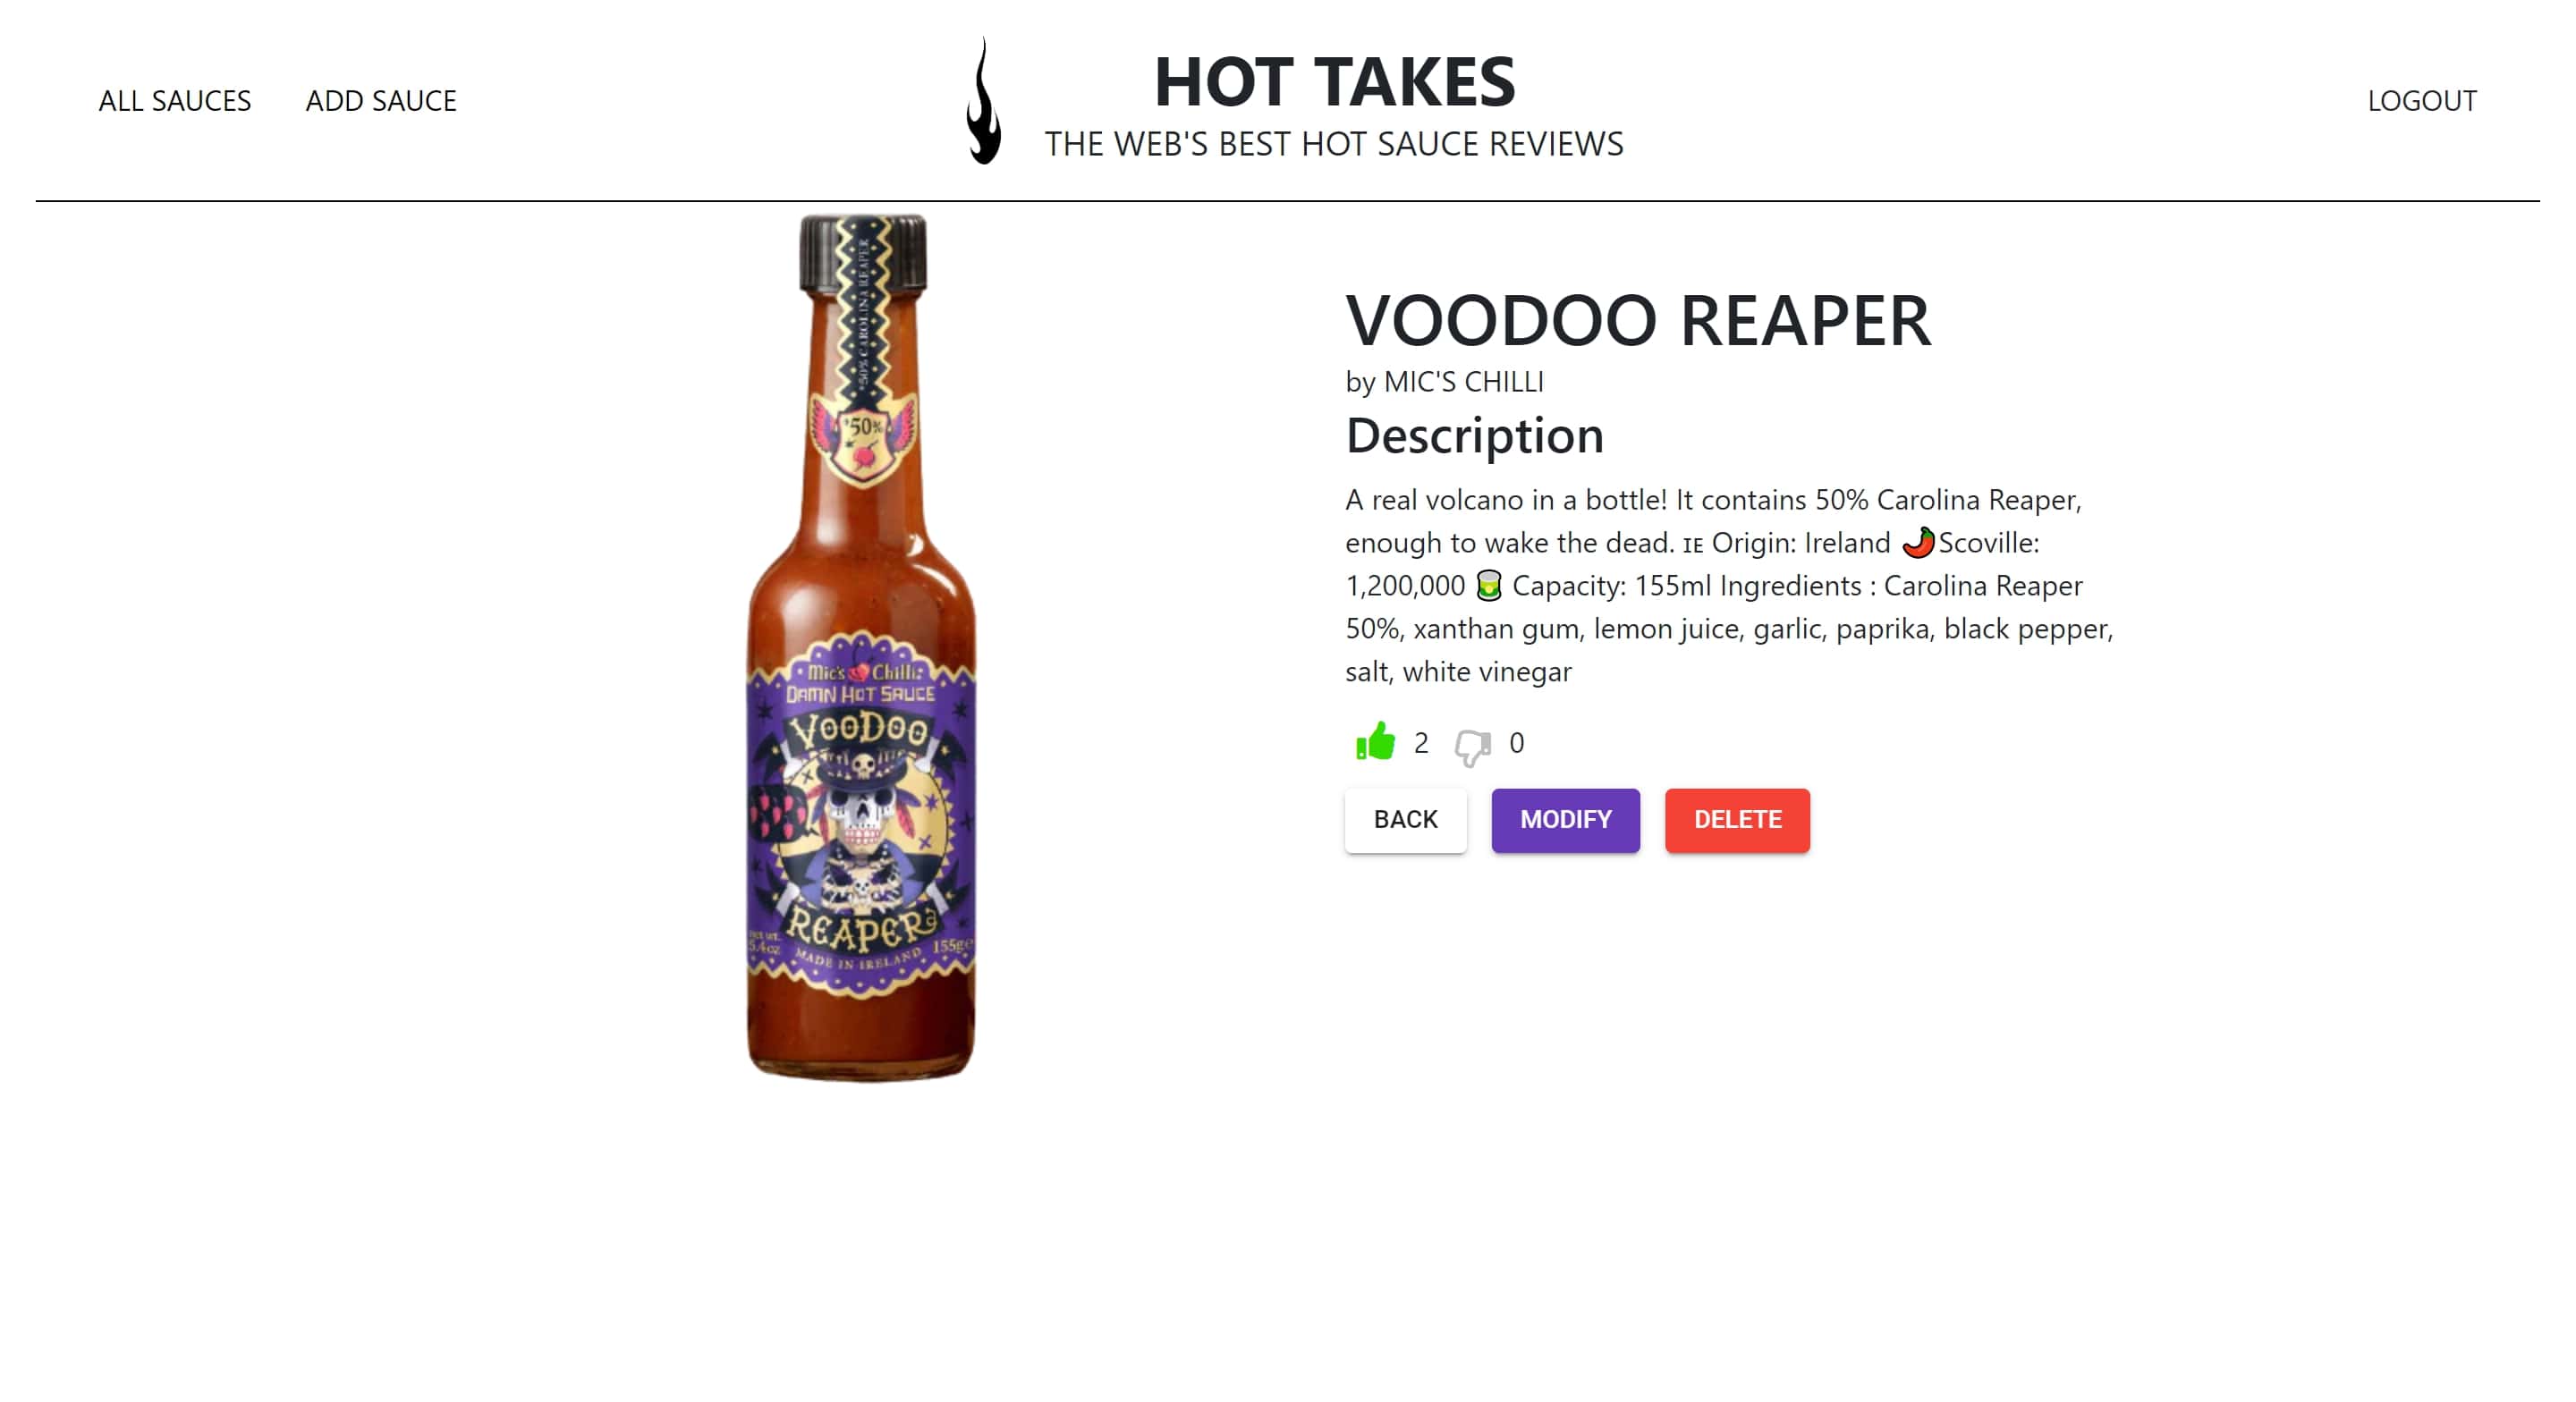 ALL SAUCES
ADD SAUCE
HOT TAKES
THE WEB'S BEST HOT SAUCE REVIEWS
LOGOUT
*50% CAROLINA REAPER
*50%
Mic's Chilli
DAMN HOT SAUCE
VOODOO
REAPER
net wt.
5.4oz
155g e
MADE IN IRELAND
VOODOO REAPER
by MIC'S CHILLI
Description
A real volcano in a bottle! It contains 50% Carolina Reaper,
enough to wake the dead. IE Origin: Ireland 🌶️Scoville:
1,200,000 🥫 Capacity: 155ml Ingredients : Carolina Reaper
50%, xanthan gum, lemon juice, garlic, paprika, black pepper,
salt, white vinegar
2
0
BACK
MODIFY
DELETE